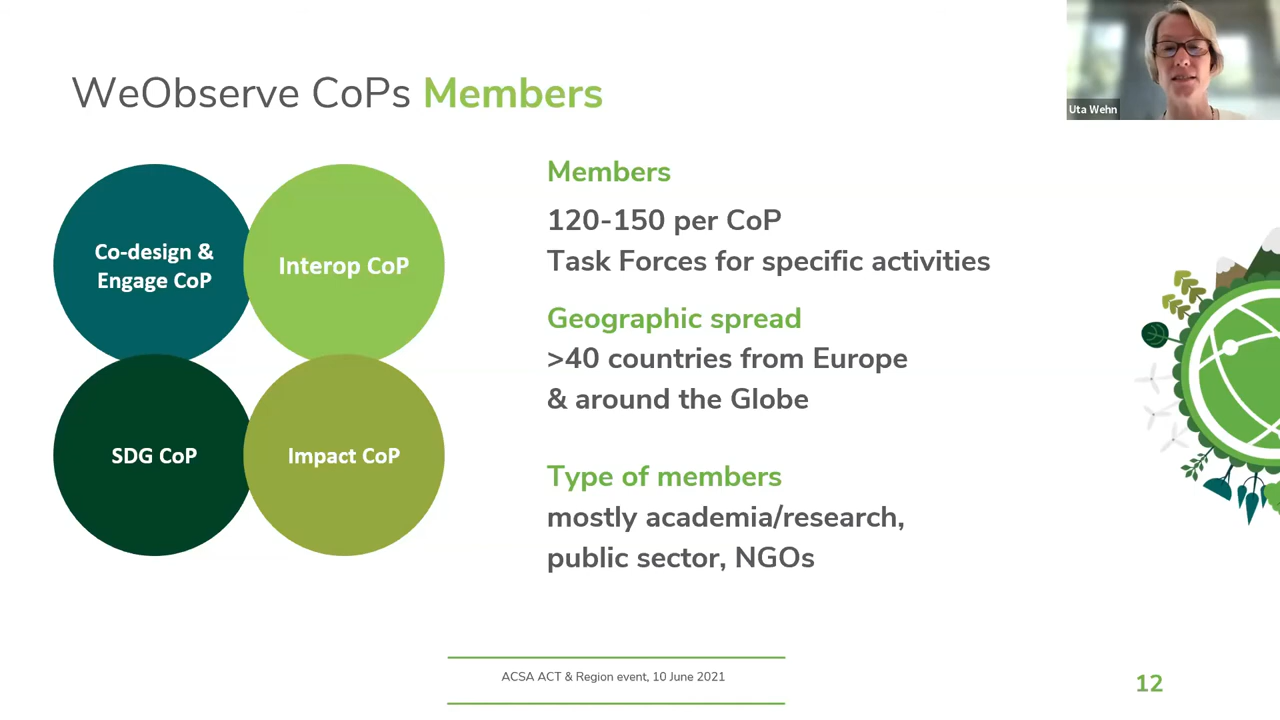 WeObserve CoPs Members
Uta Wehn
Co-design &
Engage CoP
Interop CoP
SDG CoP
Impact CoP
Members
120-150 per CoP
Task Forces for specific activities
Geographic spread
>40 countries from Europe
& around the Globe
Type of members
mostly academia/research,
public sector, NGOs
ACSA ACT & Region event, 10 June 2021
12